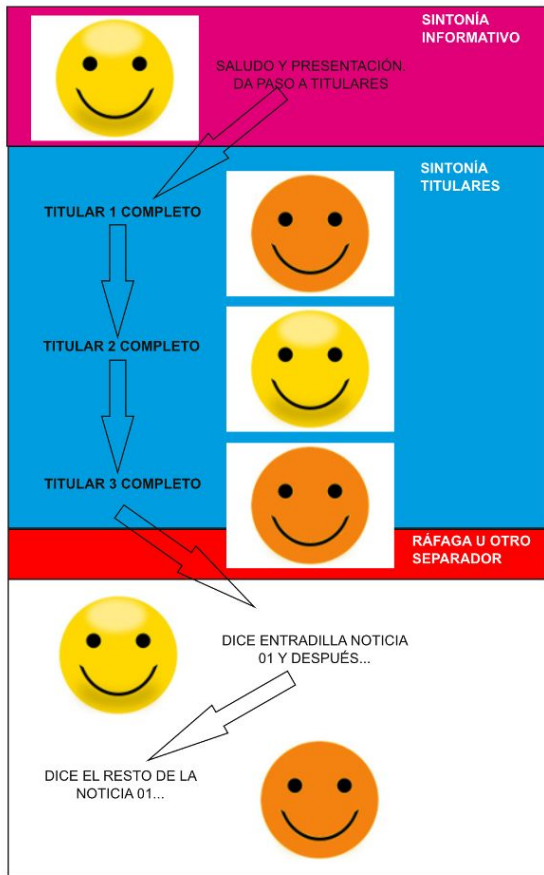 SINTONÍA
INFORMATIVO
SALUDO Y PRESENTACIÓN.
DA PASO A TITULARES
SINTONÍA
TITULARES
TITULAR 1 COMPLETO
TITULAR 2 COMPLETO
TITULAR 3 COMPLETO
RÁFAGA U OTRO
SEPARADOR
DICE ENTRADILLA NOTICIA
01 Y DESPUÉS...
DICE EL RESTO DE LA
NOTICIA 01...